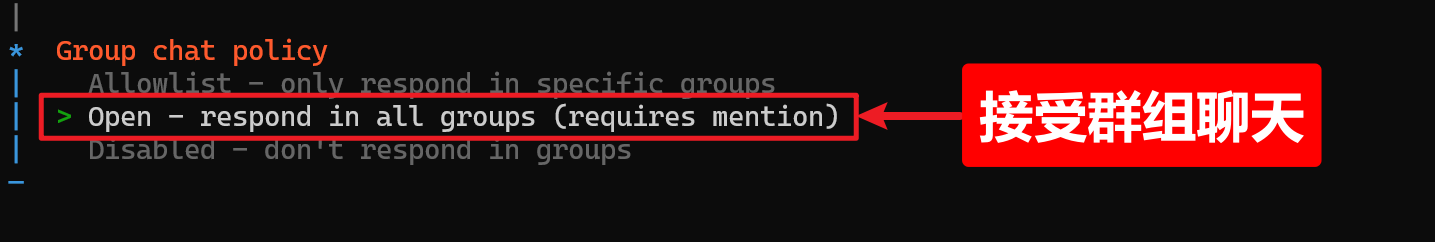 * Group chat policy
Allowlist - only respond in specific groups
> Open - respond in all groups (requires mention)
Disabled - don't respond in groups
接受群组聊天